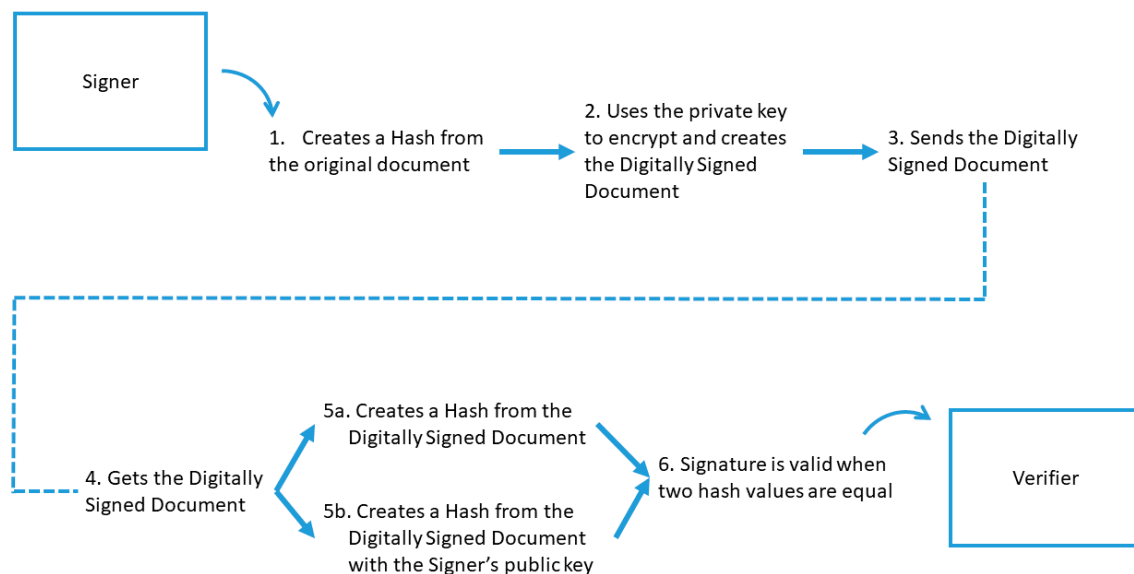 Signer
1. Creates a Hash from
the original document
2. Uses the private key
to encrypt and creates
the Digitally Signed
Document
3. Sends the Digitally
Signed Document
4. Gets the Digitally
Signed Document
5a. Creates a Hash from the
Digitally Signed Document
5b. Creates a Hash from the
Digitally Signed Document
with the Signer's public key
6. Signature is valid when
two hash values are equal
Verifier